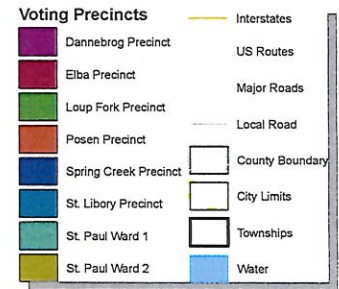 Voting Precincts
Dannebrog Precinct
Elba Precinct
Loup Fork Precinct
Posen Precinct
Spring Creek Precinct
St. Libory Precinct
St. Paul Ward 1
St. Paul Ward 2
Interstates
US Routes
Major Roads
Local Road
County Boundary
City Limits
Townships
Water